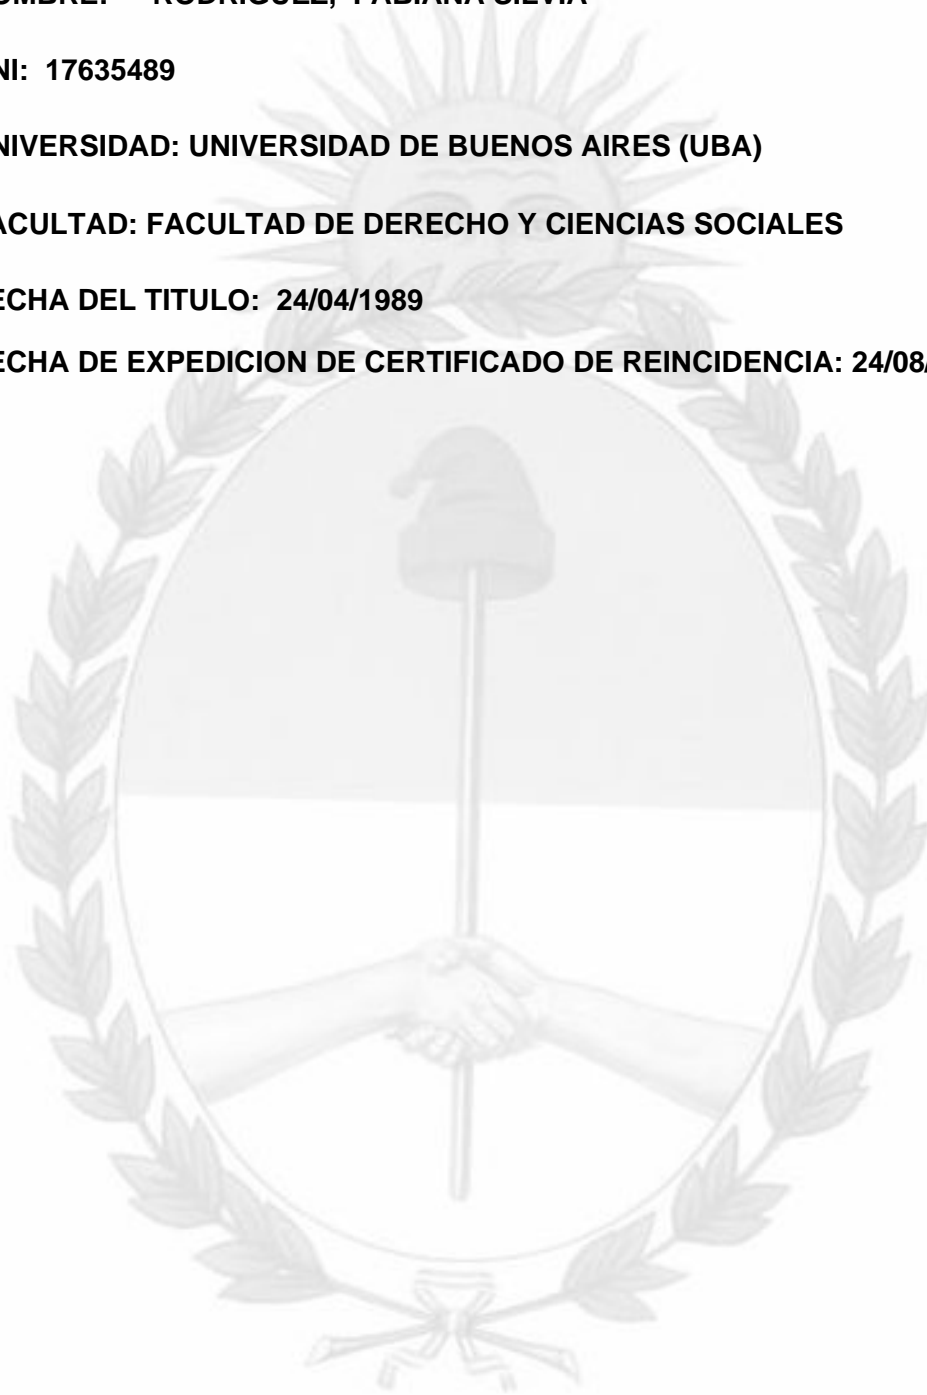 OMBRE: RODRIGUEZ, FABIANA SILVIA
NI: 17635489
NIVERSIDAD: UNIVERSIDAD DE BUENOS AIRES (UBA)
ACULTAD: FACULTAD DE DERECHO Y CIENCIAS SOCIALES
ECHA DEL TITULO: 24/04/1989
ECHA DE EXPEDICION DE CERTIFICADO DE REINCIDENCIA: 24/08/